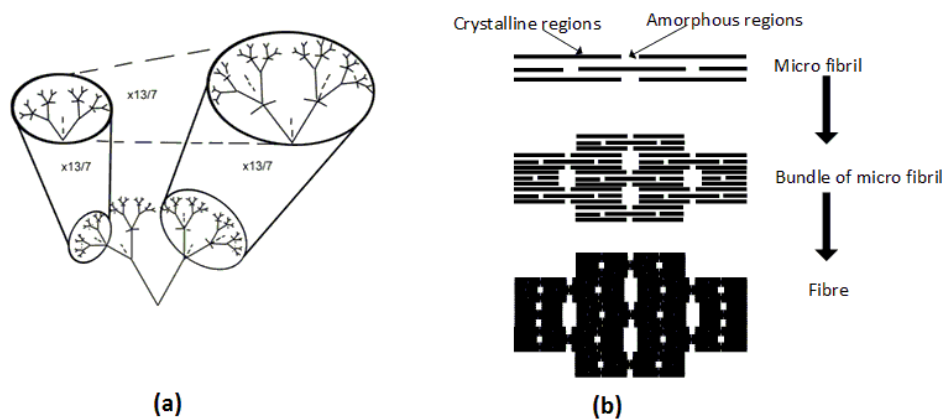 x13/7
x13/7
x13/7
(a)
Crystalline regions
Amorphous regions
Micro fibril
Bundle of micro fibril
Fibre
(b)